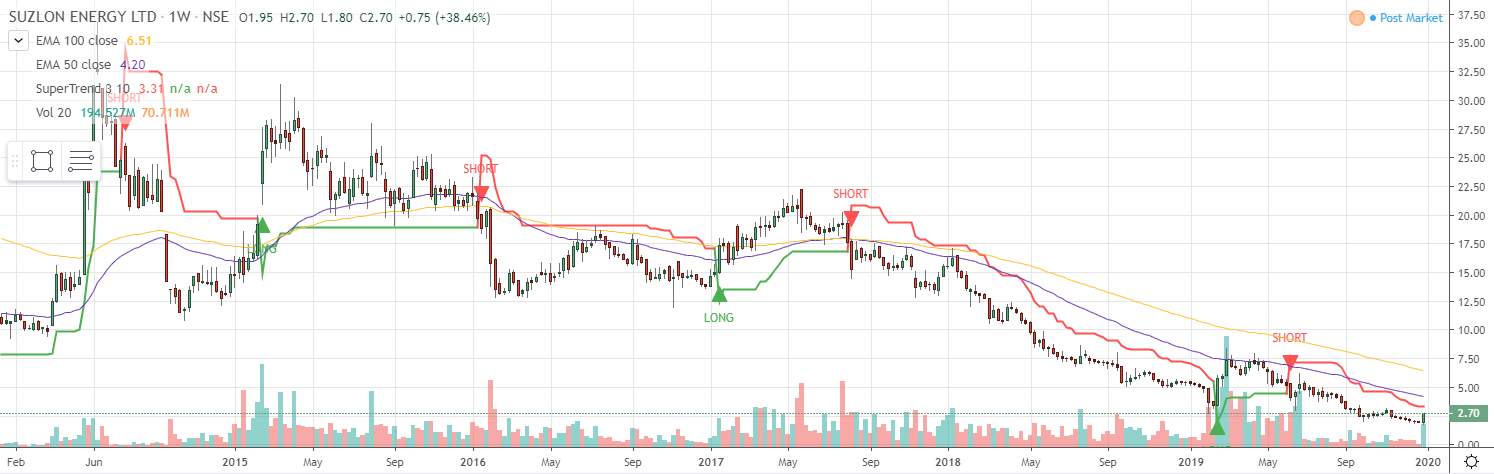 SUZLON ENERGY LTD · 1W · NSE O1.95 H2.70 L1.80 C2.70 +0.75 (+38.46%)
Post Market
EMA 100 close 6.51
EMA 50 close 4.20
SuperTrend 3 10 3.31 n/a n/a
SHORT
Vol 20 194.527M 70.711M
LONG
SHORT
LONG
SHORT
SHORT
37.50
35.00
32.50
30.00
27.50
25.00
22.50
20.00
17.50
15.00
12.50
10.00
7.50
5.00
2.70
0.00
Feb Jun 2015 May Sep 2016 May Sep 2017 May Sep 2018 May Sep 2019 May Sep 2020